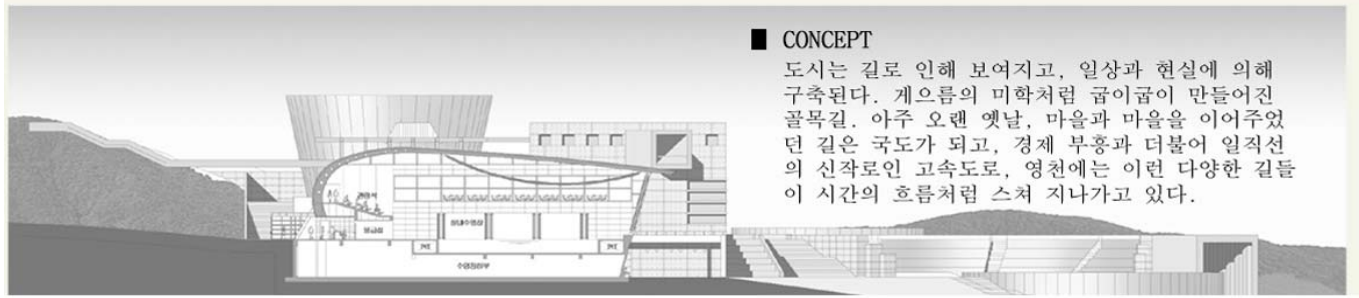 ■ CONCEPT
도시는 길로 인해 보여지고, 일상과 현실에 의해
구축된다. 게으름의 미학처럼 굽이굽이 만들어진
골목길. 아주 오랜 옛날, 마을과 마을을 이어주었
던 길은 국도가 되고, 경제 부흥과 더불어 일직선
의 신작로인 고속도로, 영천에는 이런 다양한 길들
이 시간의 흐름처럼 스쳐 지나가고 있다.